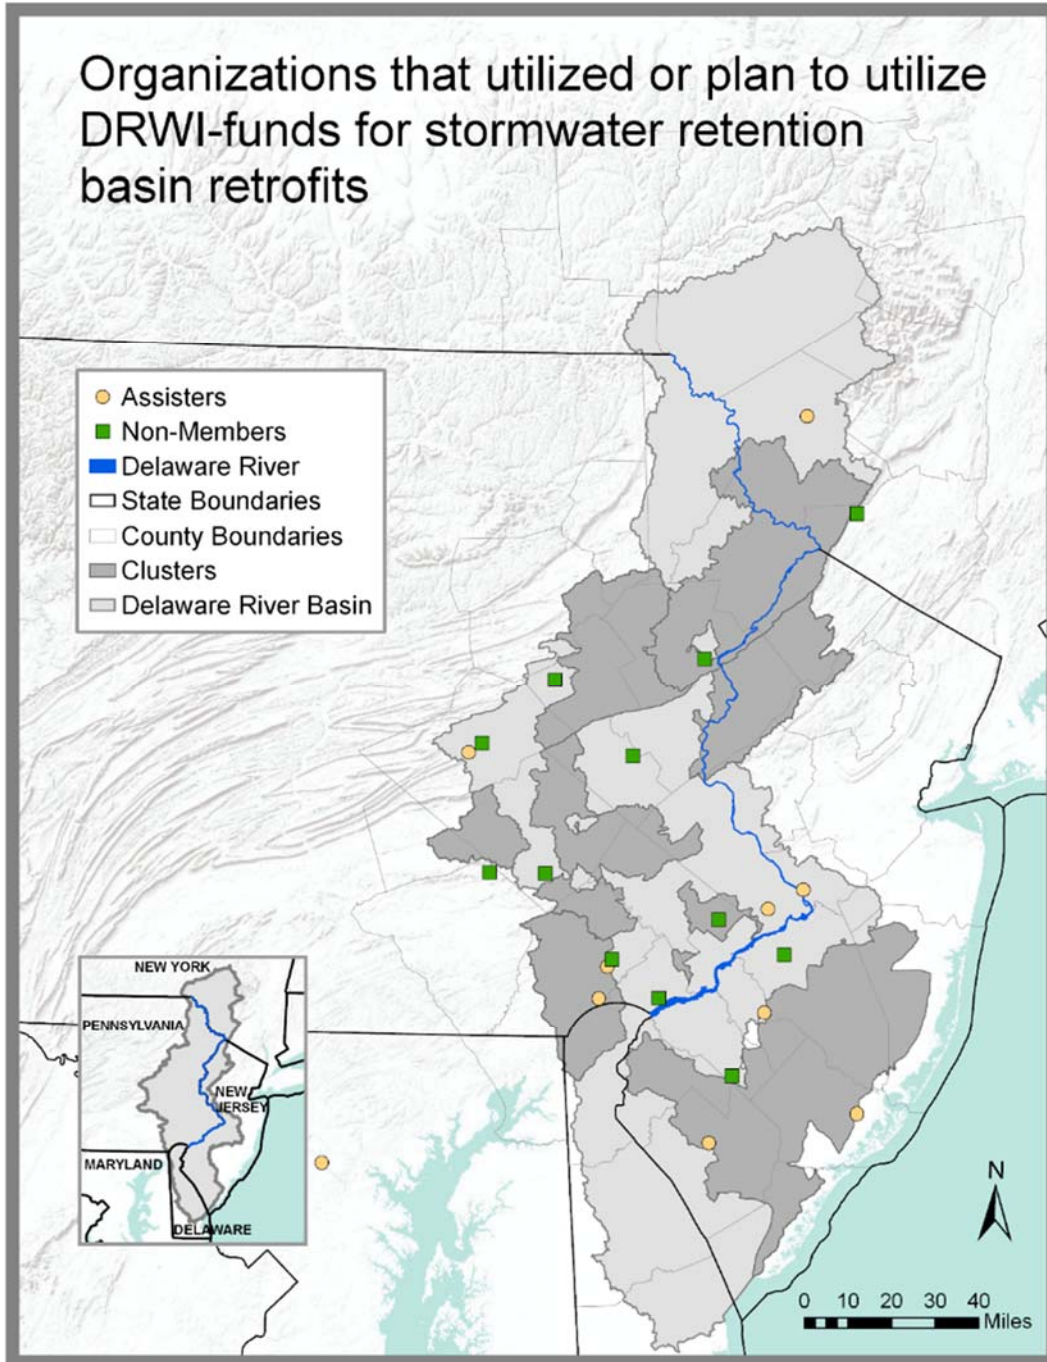 Organizations that utilized or plan to utilize
DRWI-funds for stormwater retention
basin retrofits
Assisters
Non-Members
Delaware River
State Boundaries
County Boundaries
Clusters
Delaware River Basin
NEW YORK
PENNSYLVANIA
NEW
JERSEY
MARYLAND
DELAWARE
N
0 10 20 30 40
Miles